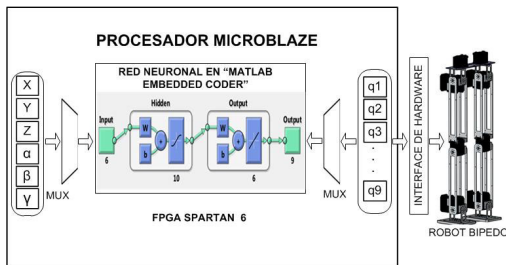 PROCESADOR MICROBLAZE
RED NEURONAL EN “MATLAB
EMBEDDED CODER”
Hidden
Output
Input
Output
W
b
+
W
b
+
6
10
6
9
X
Y
Z
α
β
γ
MUX
MUX
q1
q2
q3
.
.
.
q9
FPGA SPARTAN 6
INTERFACE DE HARDWARE
ROBOT BIPEDO